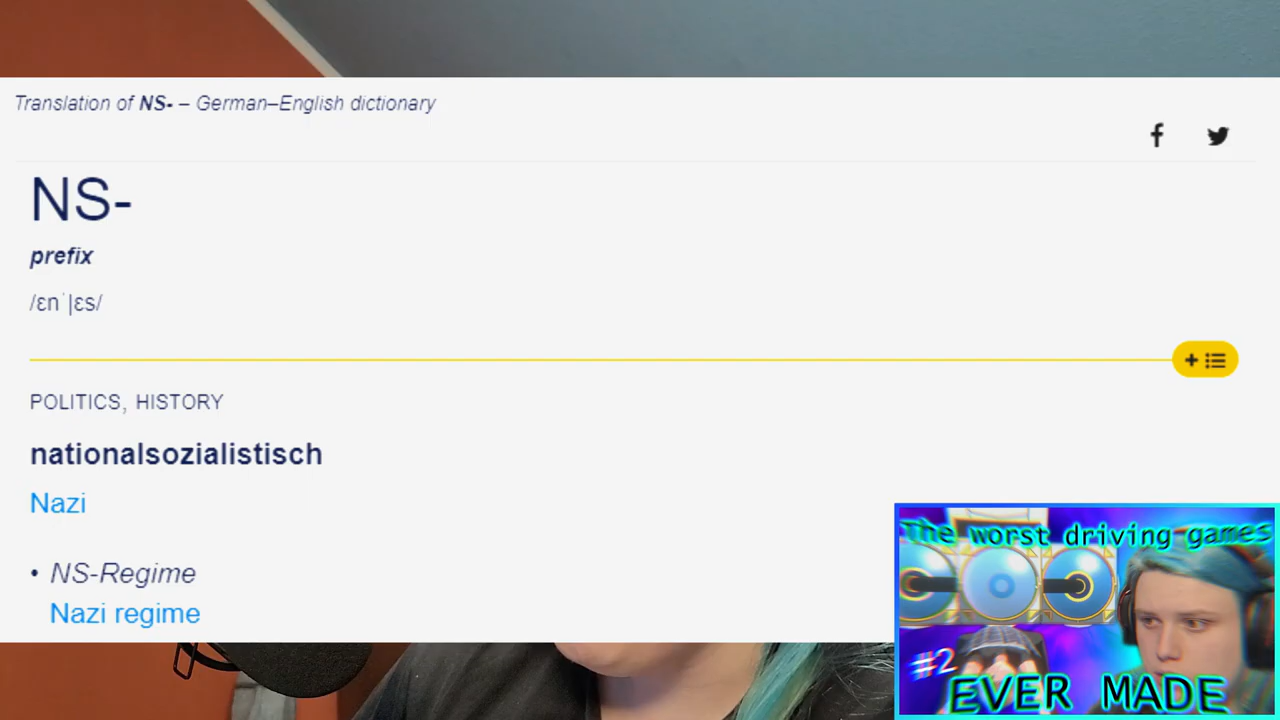 Translation of NS- – German–English dictionary
NS-
prefix
/ɛnˈ|ɛs/
POLITICS, HISTORY
nationalsozialistisch
Nazi
• NS-Regime
Nazi regime
The worst driving games
#2
EVER MADE